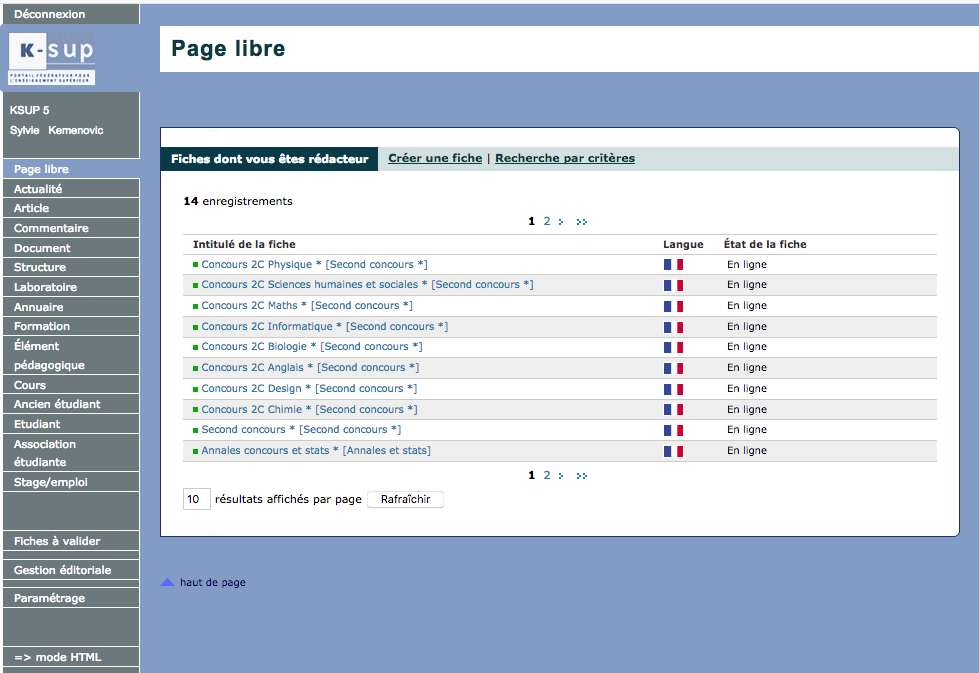 Déconnexion
K-sup
PORTAIL FÉDÉRATEUR POUR
L'ENSEIGNEMENT SUPÉRIEUR
KSUP 5
Sylvie Kemenovic
Page libre
Actualité
Article
Commentaire
Document
Structure
Laboratoire
Annuaire
Formation
Élément
pédagogique
Cours
Ancien étudiant
Etudiant
Association
étudiante
Stage/emploi
Fiches à valider
Gestion éditoriale
Paramétrage
=> mode HTML
Page libre
Fiches dont vous êtes rédacteur Créer une fiche | Recherche par critères
14 enregistrements
1 2 > >>
Intitulé de la fiche Langue État de la fiche
Concours 2C Physique * [Second concours *] En ligne
Concours 2C Sciences humaines et sociales * [Second concours *] En ligne
Concours 2C Maths * [Second concours *] En ligne
Concours 2C Informatique * [Second concours *] En ligne
Concours 2C Biologie * [Second concours *] En ligne
Concours 2C Anglais * [Second concours *] En ligne
Concours 2C Design * [Second concours *] En ligne
Concours 2C Chimie * [Second concours *] En ligne
Second concours * [Second concours *] En ligne
Annales concours et stats * [Annales et stats] En ligne
1 2 > >>
10 résultats affichés par page Rafraîchir
haut de page